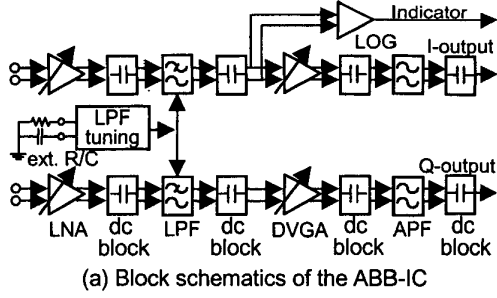 Indicator
LOG
I-output
LPF
tuning
ext. R/C
Q-output
LNA
dc
block
LPF
dc
block
DVGA
dc
block
APF
dc
block
(a) Block schematics of the ABB-IC